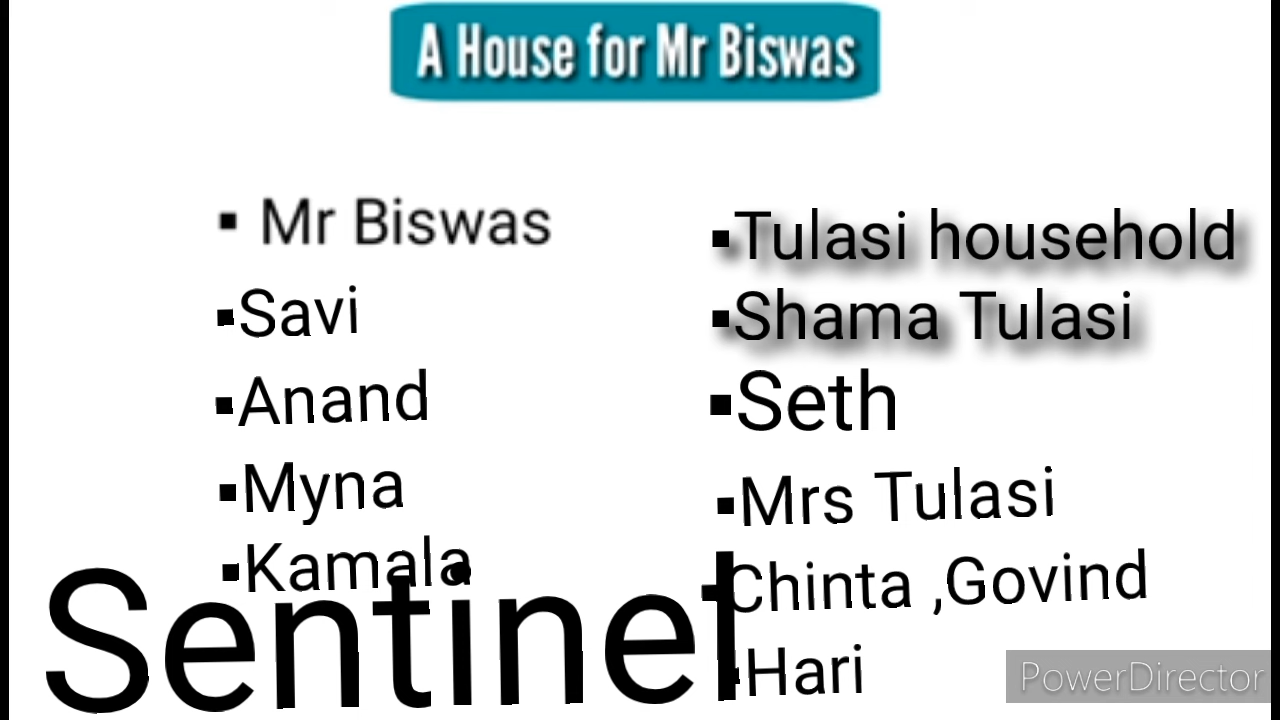 A House for Mr Biswas
▪ Mr Biswas
▪Savi
▪Anand
▪Myna
▪Kamala
Sentinel
▪Tulasi household
▪Shama Tulasi
▪Seth
▪Mrs Tulasi
▪Chinta ,Govind
▪Hari
PowerDirector